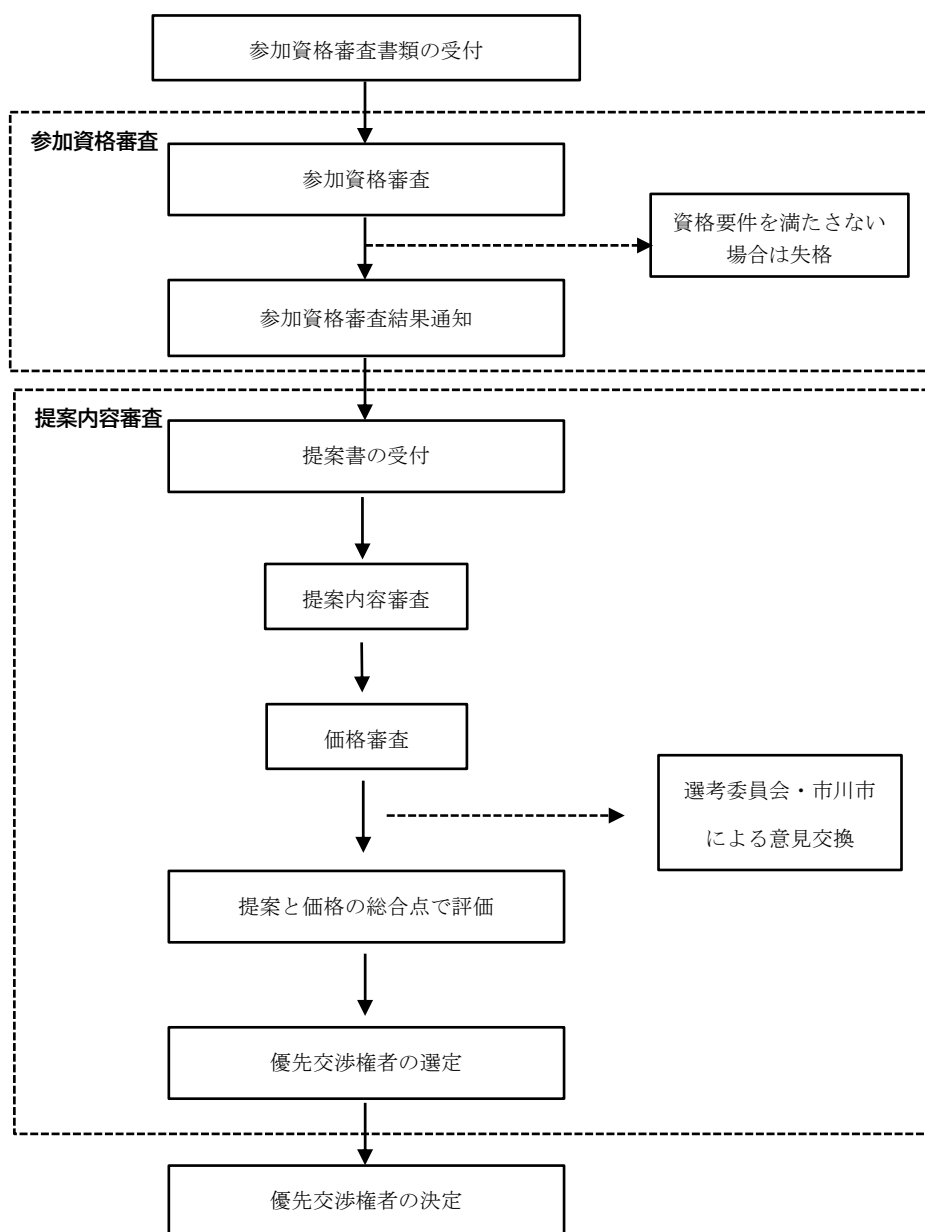 参加資格審査書類の受付
参加資格審査
参加資格審査
資格要件を満たさない
場合は失格
参加資格審査結果通知
提案内容審査
提案書の受付
提案内容審査
価格審査
選考委員会・市川市
による意見交換
提案と価格の総合点で評価
優先交渉権者の選定
優先交渉権者の決定